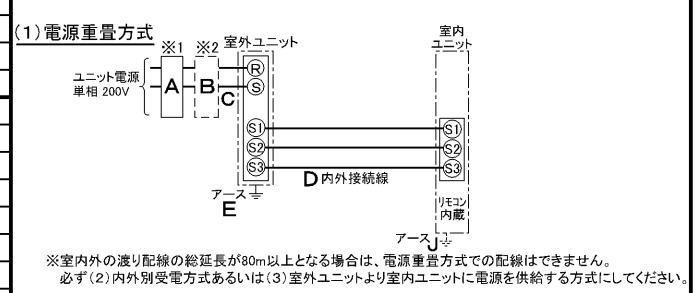 (1)電源重畳方式
※1
※2
室外ユニット
室内
ユニット
ユニット電源
単相 200V
A
B
C
R
S
S1
S2
S3
S1
S2
S3
D 内外接続線
アース
E
リモコン
内蔵
アース J
※室内外の渡り配線の総延長が80m以上となる場合は、電源重畳方式での配線はできません。
必ず(2)内外別受電方式あるいは(3)室外ユニットより室内ユニットに電源を供給する方式にしてください。